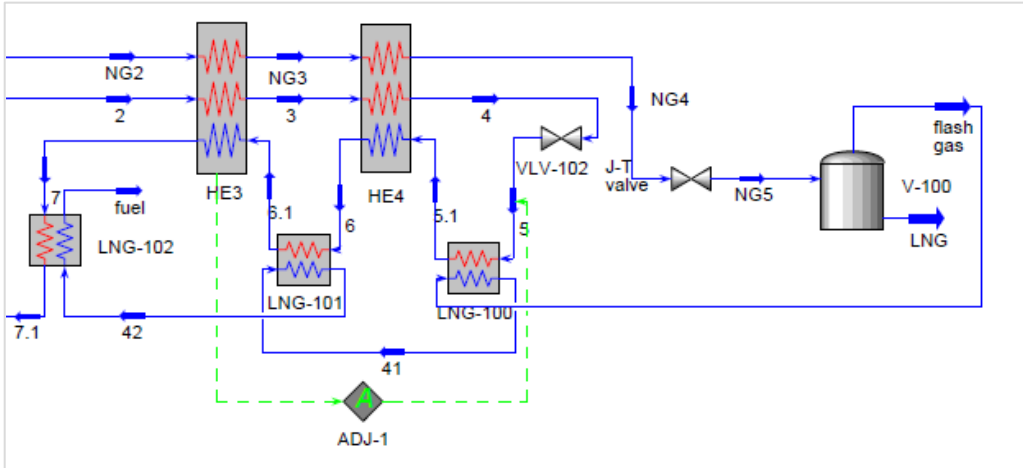 NG2
NG3
2
3
4
NG4
VLV-102
J-T
valve
NG5
flash
gas
V-100
LNG
HE3
HE4
7
fuel
6.1
6
5.1
5
LNG-102
LNG-101
LNG-100
7.1
42
41
A
ADJ-1